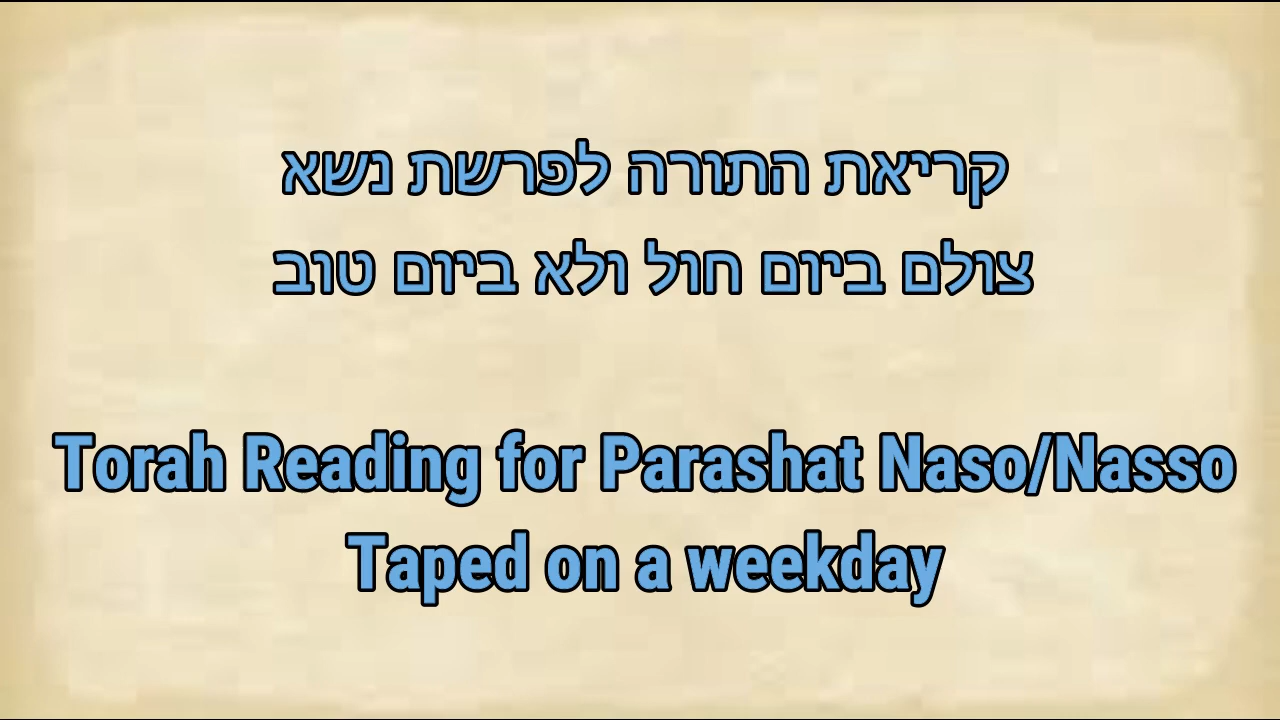 קריאת התורה לפרשת נשא
צולם ביום חול ולא ביום טוב
Torah Reading for Parashat Naso/Nasso
Taped on a weekday